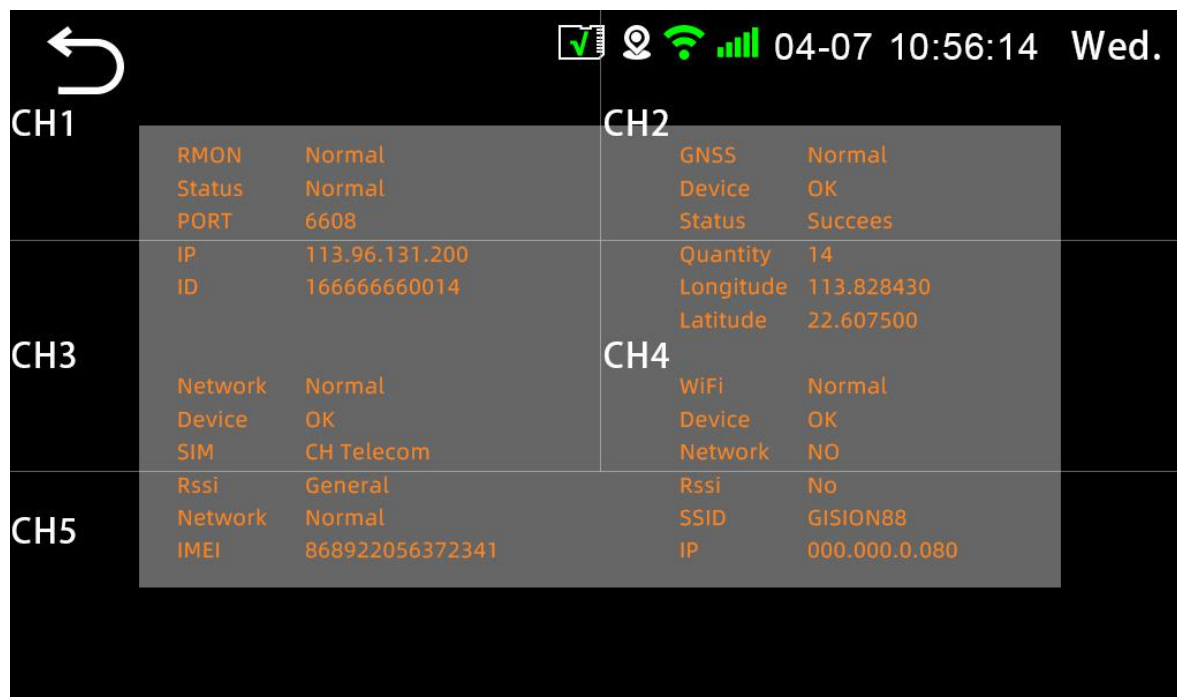 04-07 10:56:14 Wed.
CH1
CH2
RMON Normal
Status Normal
PORT 6608
IP 113.96.131.200
ID 166666660014
GNSS Normal
Device OK
Status Succees
Quantity 14
Longitude 113.828430
Latitude 22.607500
CH3
CH4
Network Normal
Device OK
SIM CH Telecom
Rssi General
Network Normal
IMEI 868922056372341
WiFi Normal
Device OK
Network NO
Rssi No
SSID GISION88
IP 000.000.0.080
CH5